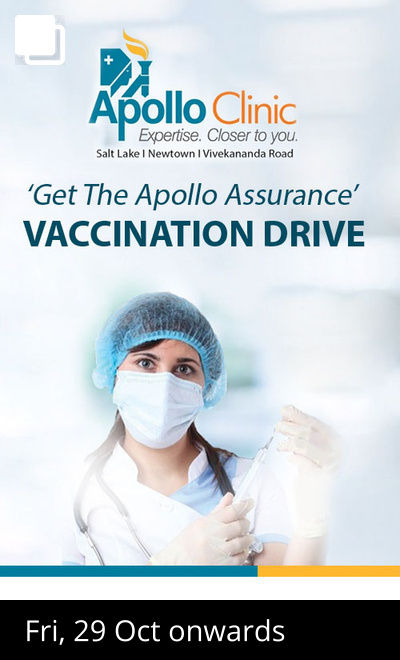 Apollo Clinic
Expertise. Closer to you.
Salt Lake I Newtown I Vivekananda Road
‘Get The Apollo Assurance’
VACCINATION DRIVE
Fri, 29 Oct onwards